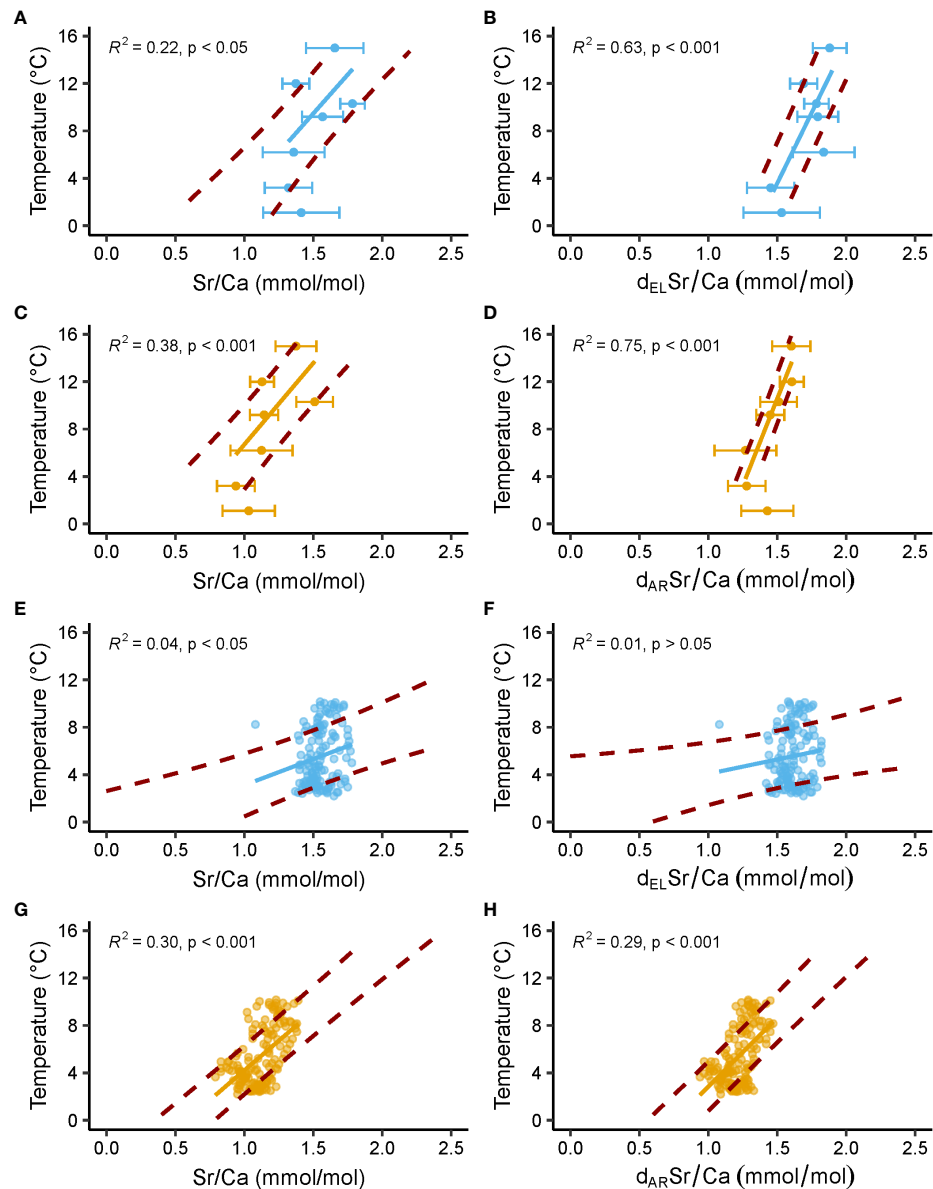 A
B
R² = 0.22, p < 0.05
R² = 0.63, p < 0.001
Temperature (°C)
16
12
8
4
0
Temperature (°C)
16
12
8
4
0
0.0 0.5 1.0 1.5 2.0 2.5
0.0 0.5 1.0 1.5 2.0 2.5
Sr/Ca (mmol/mol)
dELSr/Ca (mmol/mol)
C
D
R² = 0.38, p < 0.001
R² = 0.75, p < 0.001
Temperature (°C)
16
12
8
4
0
Temperature (°C)
16
12
8
4
0
0.0 0.5 1.0 1.5 2.0 2.5
0.0 0.5 1.0 1.5 2.0 2.5
Sr/Ca (mmol/mol)
dARSr/Ca (mmol/mol)
E
F
R² = 0.04, p < 0.05
R² = 0.01, p > 0.05
Temperature (°C)
16
12
8
4
0
Temperature (°C)
16
12
8
4
0
0.0 0.5 1.0 1.5 2.0 2.5
0.0 0.5 1.0 1.5 2.0 2.5
Sr/Ca (mmol/mol)
dELSr/Ca (mmol/mol)
G
H
R² = 0.30, p < 0.001
R² = 0.29, p < 0.001
Temperature (°C)
16
12
8
4
0
Temperature (°C)
16
12
8
4
0
0.0 0.5 1.0 1.5 2.0 2.5
0.0 0.5 1.0 1.5 2.0 2.5
Sr/Ca (mmol/mol)
dARSr/Ca (mmol/mol)